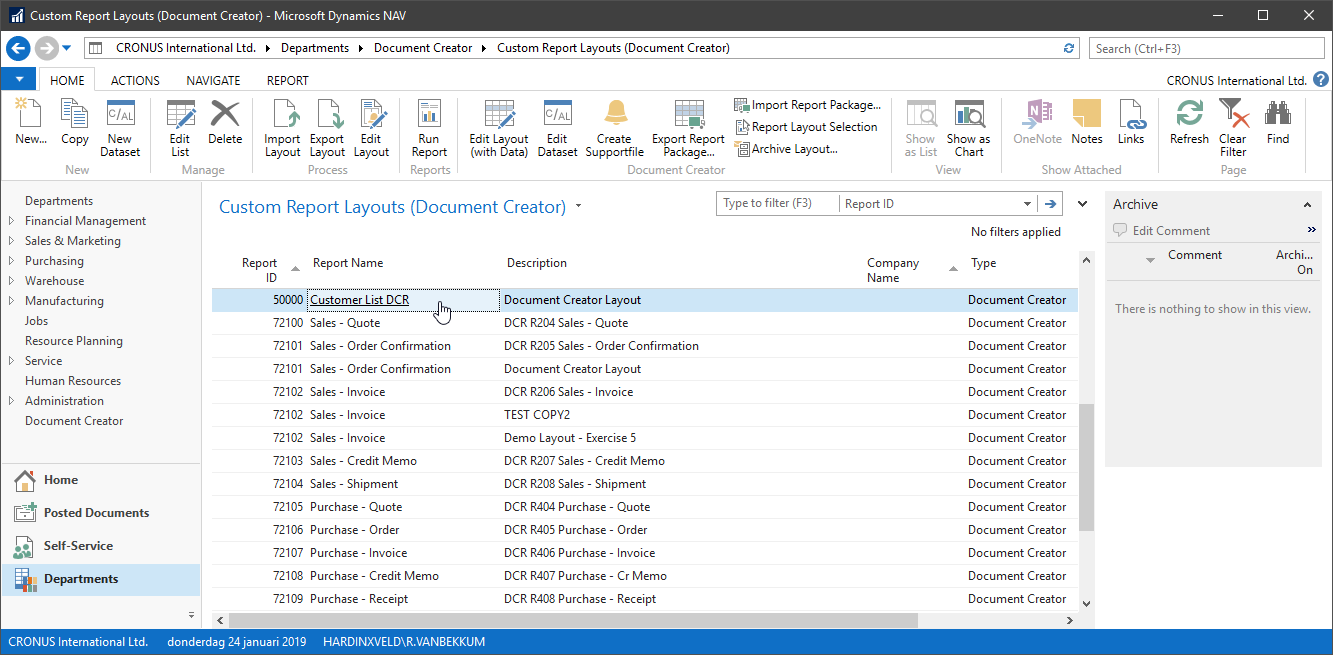 Custom Report Layouts (Document Creator) - Microsoft Dynamics NAV
CRONUS International Ltd. Departments Document Creator Custom Report Layouts (Document Creator)
Search (Ctrl+F3)
HOME ACTIONS NAVIGATE REPORT
CRONUS International Ltd.
New... Copy New Dataset
New
Edit List Delete
Manage
Import Layout Export Layout Edit Layout
Process
Run Report
Reports
Edit Layout (with Data) Edit Dataset Create Supportfile Export Report Package...
Import Report Package...
Report Layout Selection
Archive Layout...
Document Creator
Show as List Show as Chart
View
OneNote Notes Links
Show Attached
Refresh Clear Filter Find
Page
Departments
Financial Management
Sales & Marketing
Purchasing
Warehouse
Manufacturing
Jobs
Resource Planning
Service
Human Resources
Administration
Document Creator
Home
Posted Documents
Self-Service
Departments
Custom Report Layouts (Document Creator)
Type to filter (F3) Report ID
No filters applied
Report ID Report Name Description Company Name Type
50000 Customer List DCR Document Creator Layout Document Creator
72100 Sales - Quote DCR R204 Sales - Quote Document Creator
72101 Sales - Order Confirmation DCR R205 Sales - Order Confirmation Document Creator
72101 Sales - Order Confirmation Document Creator Layout Document Creator
72102 Sales - Invoice DCR R206 Sales - Invoice Document Creator
72102 Sales - Invoice TEST COPY2 Document Creator
72102 Sales - Invoice Demo Layout - Exercise 5 Document Creator
72103 Sales - Credit Memo DCR R207 Sales - Credit Memo Document Creator
72104 Sales - Shipment DCR R208 Sales - Shipment Document Creator
72105 Purchase - Quote DCR R404 Purchase - Quote Document Creator
72106 Purchase - Order DCR R405 Purchase - Order Document Creator
72107 Purchase - Invoice DCR R406 Purchase - Invoice Document Creator
72108 Purchase - Credit Memo DCR R407 Purchase - Cr Memo Document Creator
72109 Purchase - Receipt DCR R408 Purchase - Receipt Document Creator
Archive
Edit Comment
Comment Archi... On
There is nothing to show in this view.
CRONUS International Ltd. donderdag 24 januari 2019 HARDINXVELD\R.VANBEKKUM